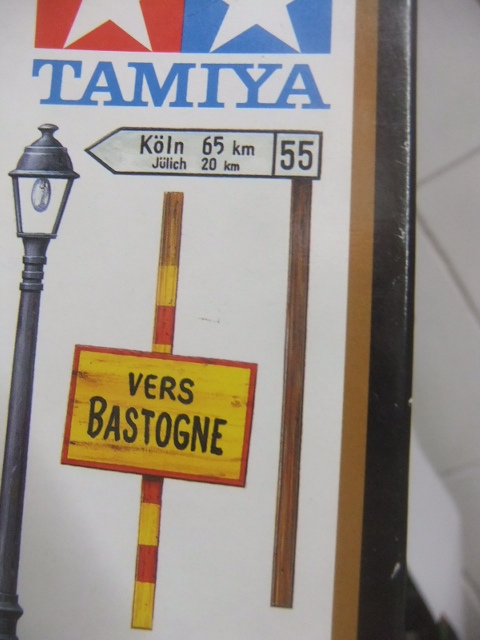 TAMIYA
Köln 65 km
Jülich 20 km
55
VERS
BASTOGNE